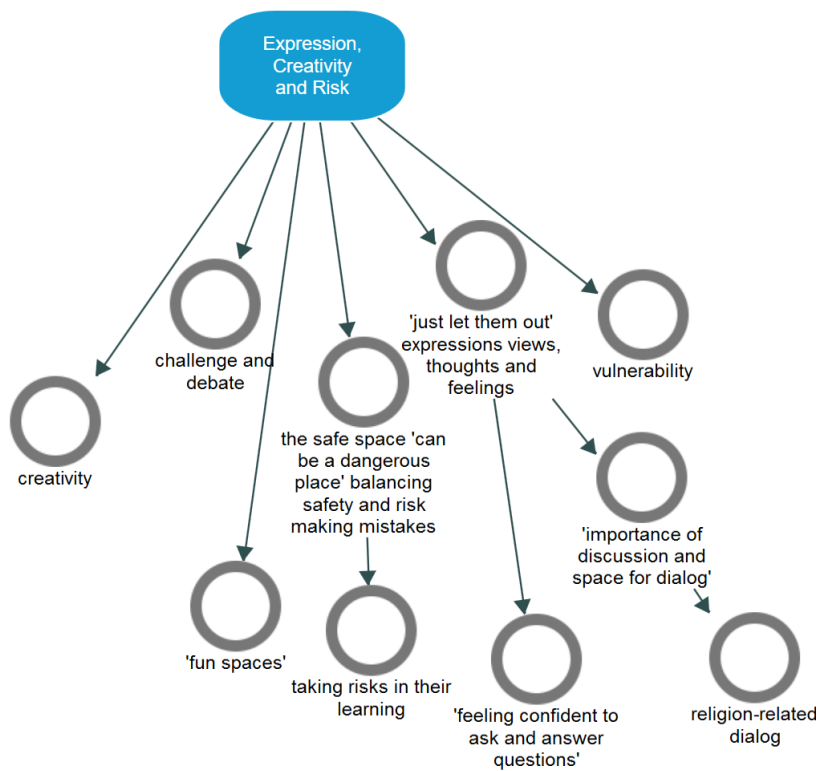 Expression,
Creativity
and Risk
'just let them out'
expressions views,
thoughts and
feelings
challenge and
debate
vulnerability
creativity
the safe space 'can
be a dangerous
place' balancing
safety and risk
making mistakes
'importance of
discussion and
space for dialog'
'fun spaces'
taking risks in their
learning
'feeling confident to
ask and answer
questions'
religion-related
dialog